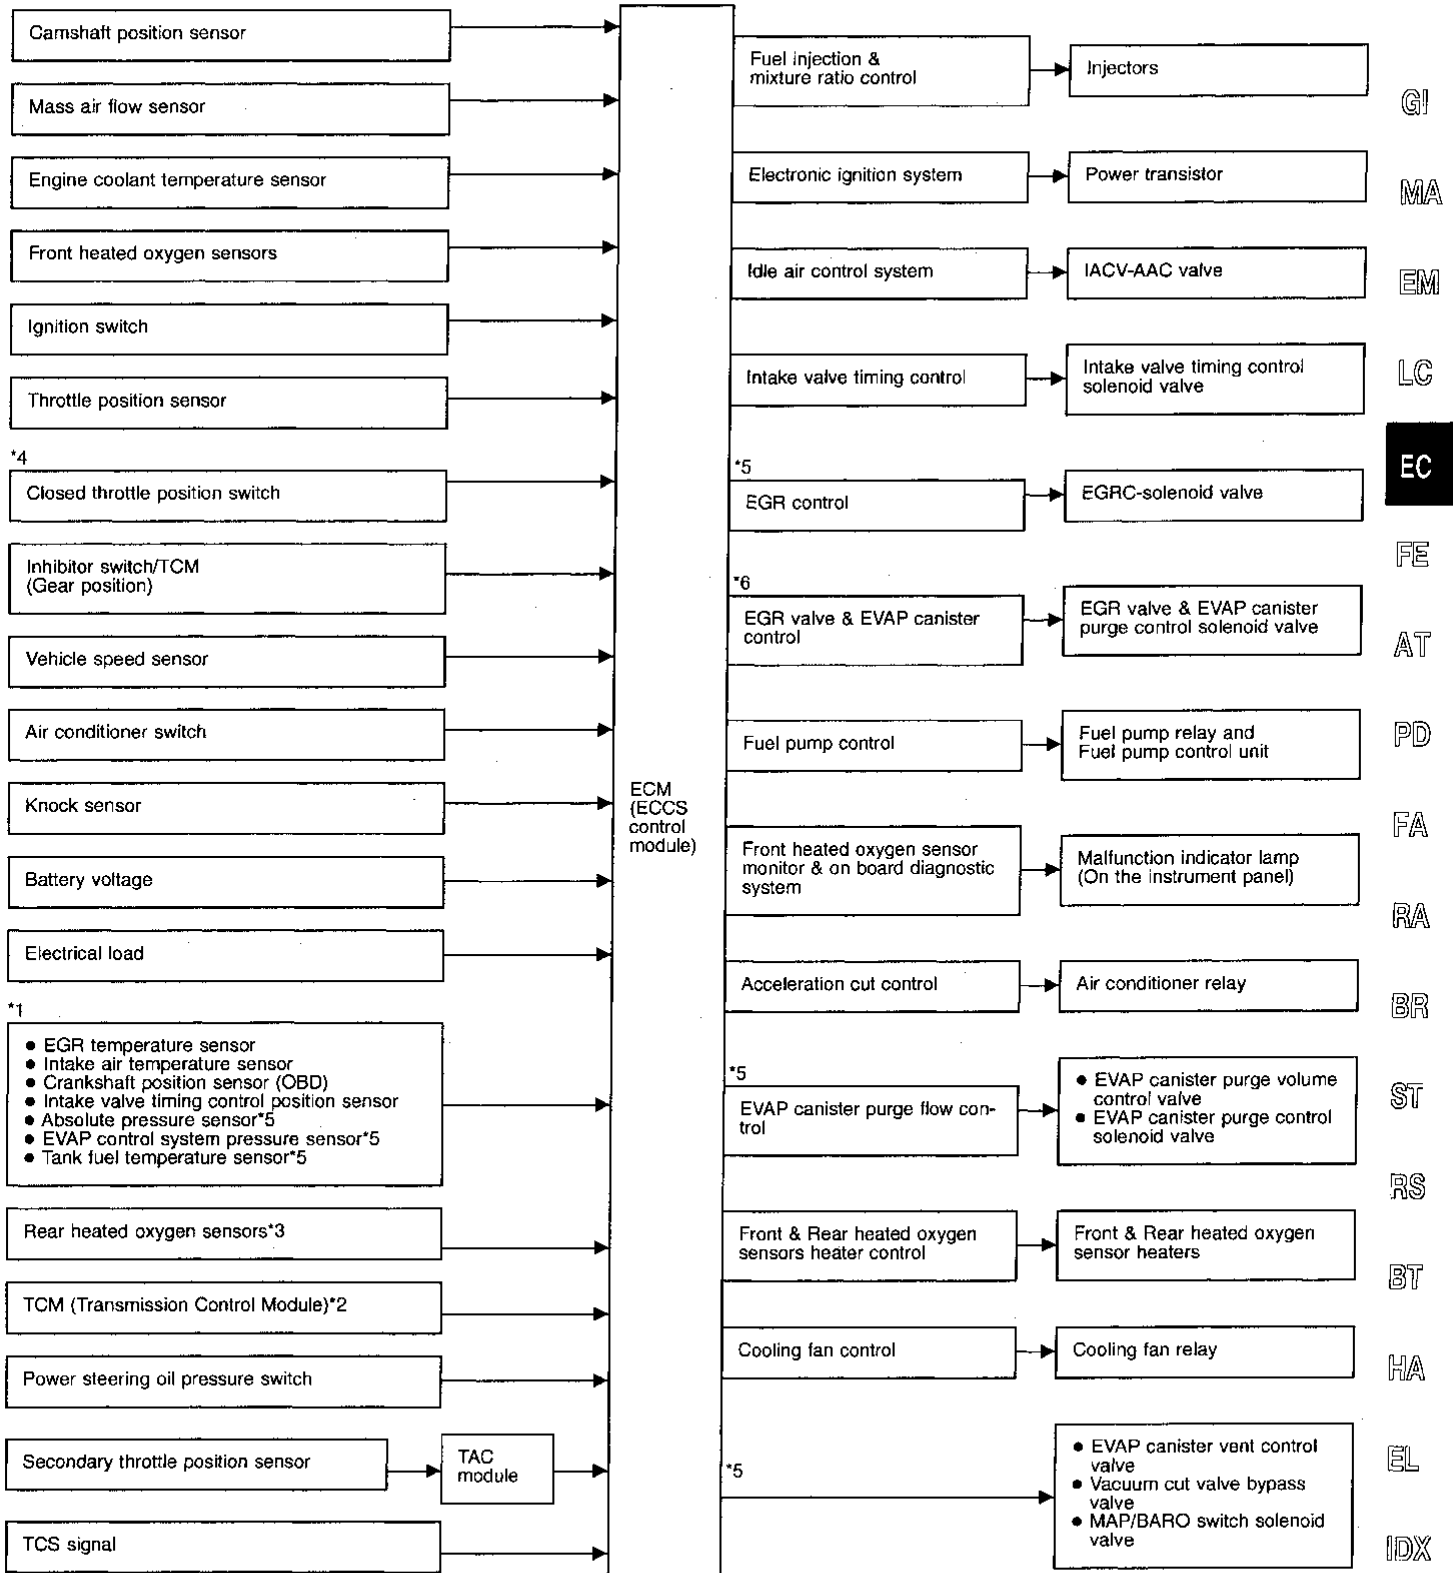 Camshaft position sensor
Mass air flow sensor
Engine coolant temperature sensor
Front heated oxygen sensors
Ignition switch
Throttle position sensor
*4
Closed throttle position switch
Inhibitor switch/TCM
(Gear position)
Vehicle speed sensor
Air conditioner switch
Knock sensor
Battery voltage
Electrical load
*1
● EGR temperature sensor
● Intake air temperature sensor
● Crankshaft position sensor (OBD)
● Intake valve timing control position sensor
● Absolute pressure sensor*5
● EVAP control system pressure sensor*5
● Tank fuel temperature sensor*5
Rear heated oxygen sensors*3
TCM (Transmission Control Module)*2
Power steering oil pressure switch
Secondary throttle position sensor
TAC
module
TCS signal
ECM
(ECCS
control
module)
Fuel injection &
mixture ratio control
Injectors
Electronic ignition system
Power transistor
Idle air control system
IACV-AAC valve
Intake valve timing control
Intake valve timing control
solenoid valve
*5
EGR control
EGRC-solenoid valve
*6
EGR valve & EVAP canister
control
EGR valve & EVAP canister
purge control solenoid valve
Fuel pump control
Fuel pump relay and
Fuel pump control unit
Front heated oxygen sensor
monitor & on board diagnostic
system
Malfunction indicator lamp
(On the instrument panel)
Acceleration cut control
Air conditioner relay
*5
EVAP canister purge flow con-
trol
● EVAP canister purge volume
control valve
● EVAP canister purge control
solenoid valve
Front & Rear heated oxygen
sensors heater control
Front & Rear heated oxygen
sensor heaters
Cooling fan control
Cooling fan relay
*5
● EVAP canister vent control
valve
● Vacuum cut valve bypass
valve
● MAP/BARO switch solenoid
valve
GI
MA
EM
LC
EC
FE
AT
PD
FA
RA
BR
ST
RS
BT
HA
EL
IDX